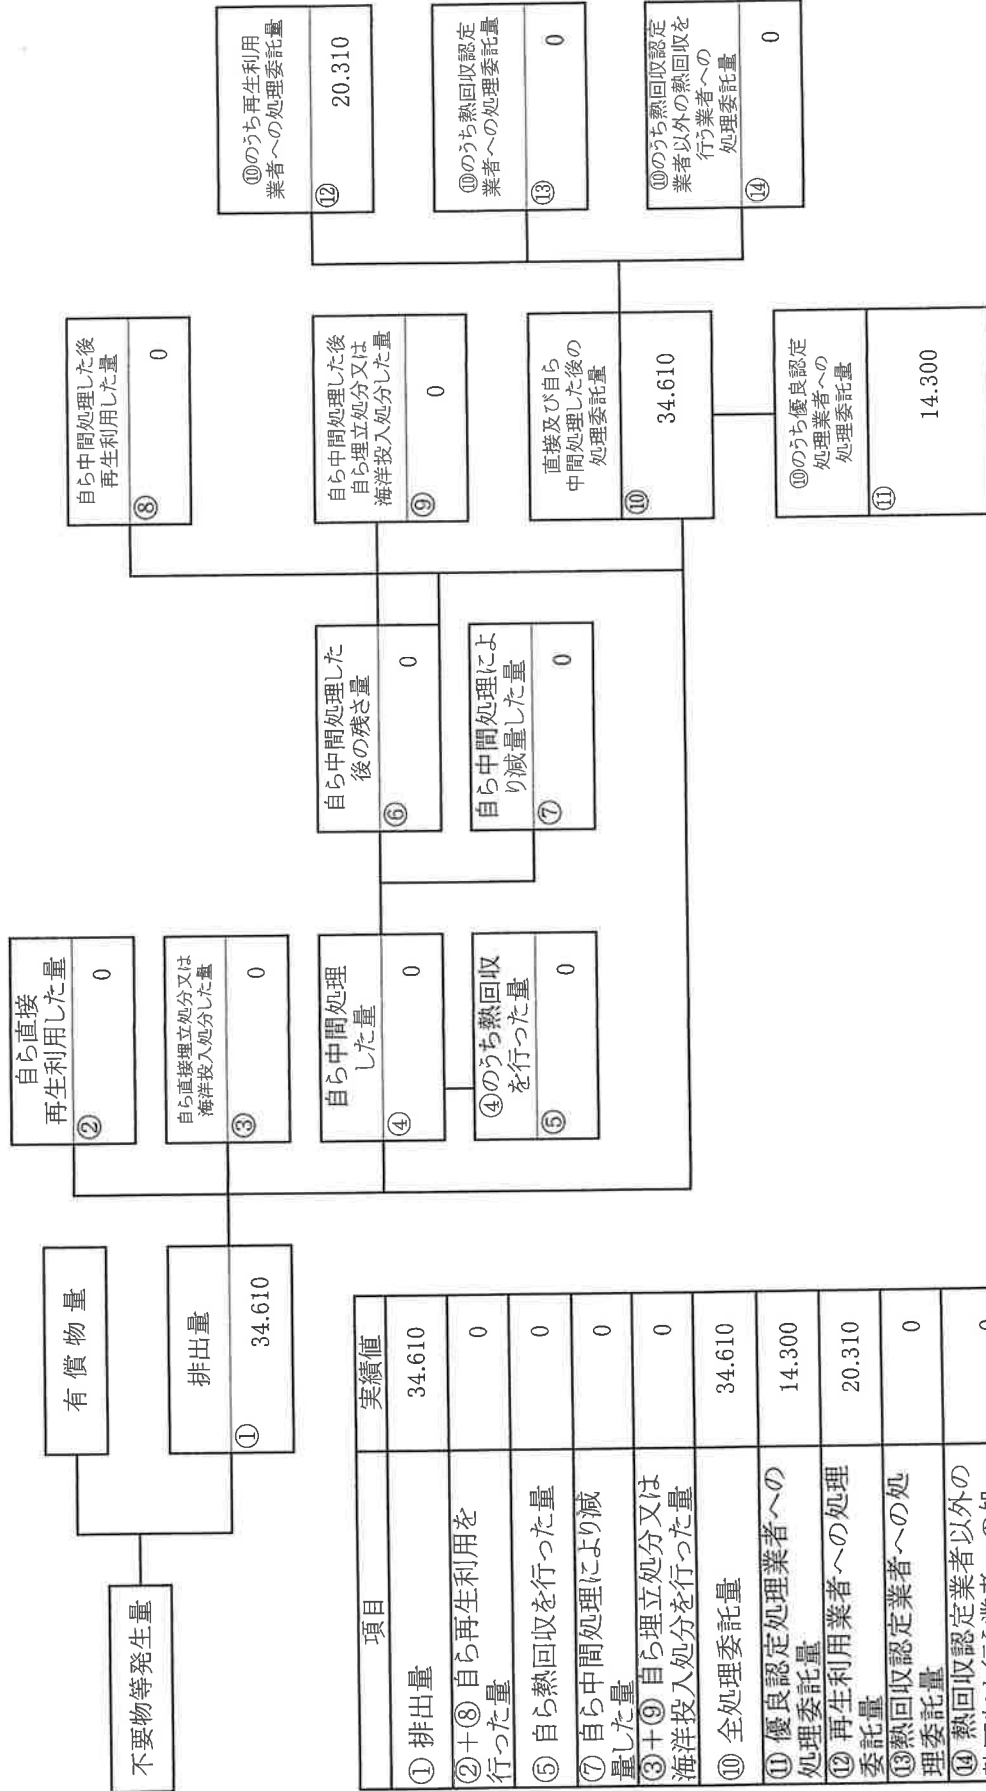 不要物等発生量
有償物量
排出量
①
34.610
自ら直接
再生利用した量
②
0
自ら直接埋立処分又は
海洋投入処分した量
③
0
自ら中間処理
した量
④
0
④のうち熱回収
を行った量
⑤
0
自ら中間処理した
後の残さ量
⑥
0
自ら中間処理によ
り減量した量
⑦
0
自ら中間処理した後
再生利用した量
⑧
0
自ら中間処理した後
自ら埋立処分又は
海洋投入処分した量
⑨
0
直接及び自ら
中間処理した後の
処理委託量
⑩
34.610
⑩のうち優良認定
処理業者への
処理委託量
⑪
14.300
⑩のうち再生利用
業者への処理委託量
⑫
20.310
⑩のうち熱回収認定
業者への処理委託量
⑬
0
⑩のうち熱回収認定
業者以外の熱回収を
行う業者への
処理委託量
⑭
0
項目 実績値
① 排出量 34.610
②+⑧ 自ら再生利用を
行った量 0
⑤ 自ら熱回収を行った量 0
⑦ 自ら中間処理により減
量した量 0
③+⑨ 自ら埋立処分又は
海洋投入処分を行った量 0
⑩ 全処理委託量 34.610
⑪ 優良認定処理業者への
処理委託量 14.300
⑫ 再生利用業者への処理
委託量 20.310
⑬熱回収認定業者への処
理委託量 0
⑭ 熱回収認定業者以外の
0